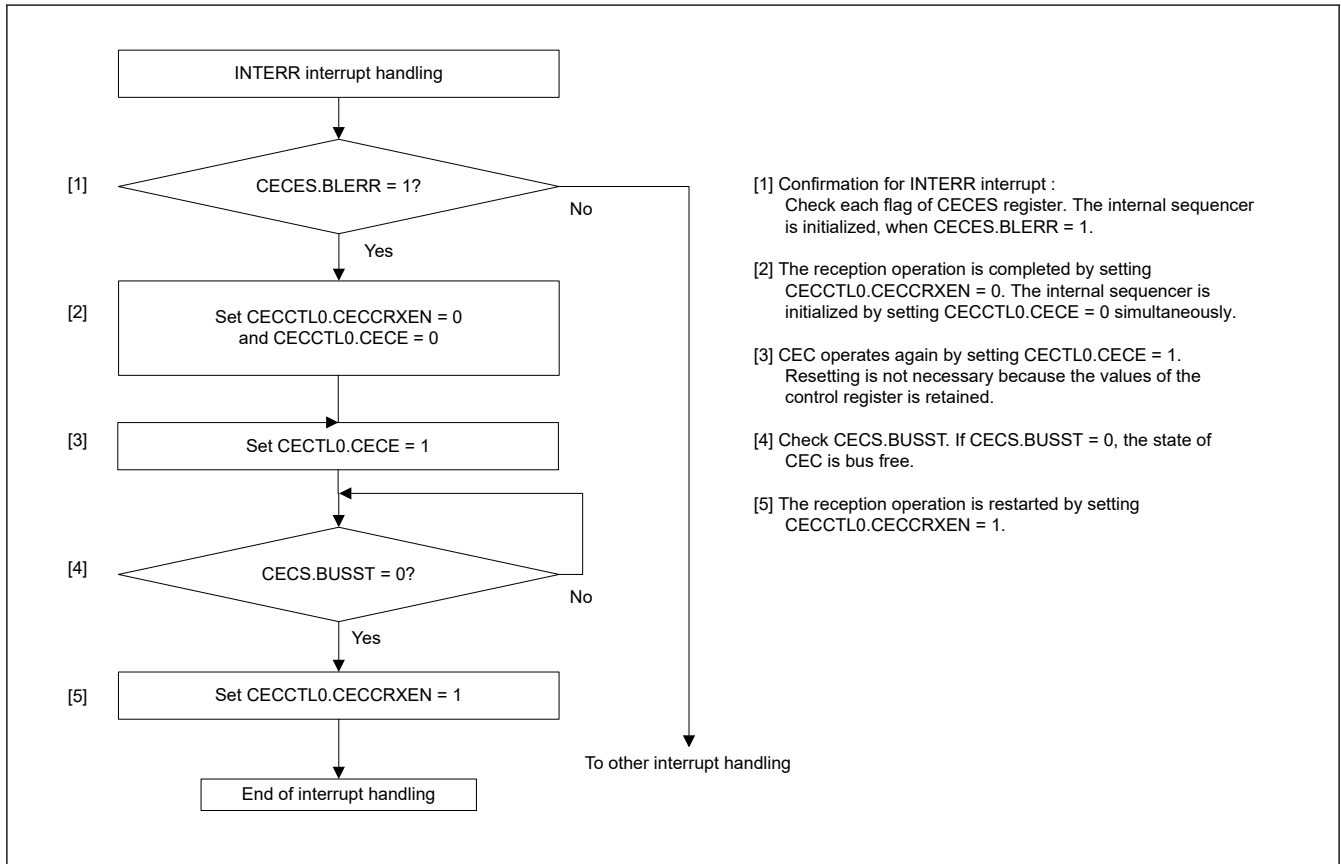 INTERR interrupt handling
[1]
CECES.BLERR = 1?
No
Yes
[2]
Set CECCTL0.CECCRXEN = 0
and CECCTL0.CECE = 0
[3]
Set CECTL0.CECE = 1
[4]
CECS.BUSST = 0?
No
Yes
[5]
Set CECCTL0.CECCRXEN = 1
To other interrupt handling
End of interrupt handling
[1] Confirmation for INTERR interrupt :
Check each flag of CECES register. The internal sequencer
is initialized, when CECES.BLERR = 1.
[2] The reception operation is completed by setting
CECCTL0.CECCRXEN = 0. The internal sequencer is
initialized by setting CECCTL0.CECE = 0 simultaneously.
[3] CEC operates again by setting CECTL0.CECE = 1.
Resetting is not necessary because the values of the
control register is retained.
[4] Check CECS.BUSST. If CECS.BUSST = 0, the state of
CEC is bus free.
[5] The reception operation is restarted by setting
CECCTL0.CECCRXEN = 1.